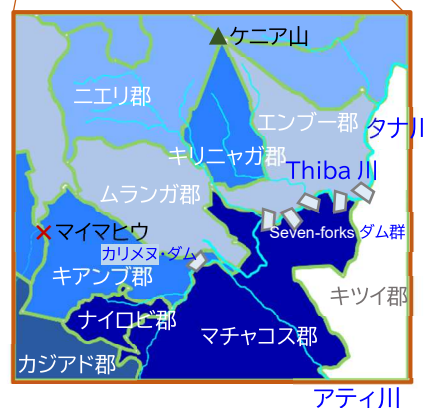 ケニア山
ニエリ郡
エンブー郡
タナ川
キリニャガ郡
Thiba 川
ムランガ郡
マイマヒウ
Seven-forks ダム群
カリメヌ・ダム
キアンブ郡
キツイ郡
ナイロビ郡
マチャコス郡
カジアド郡
アティ川